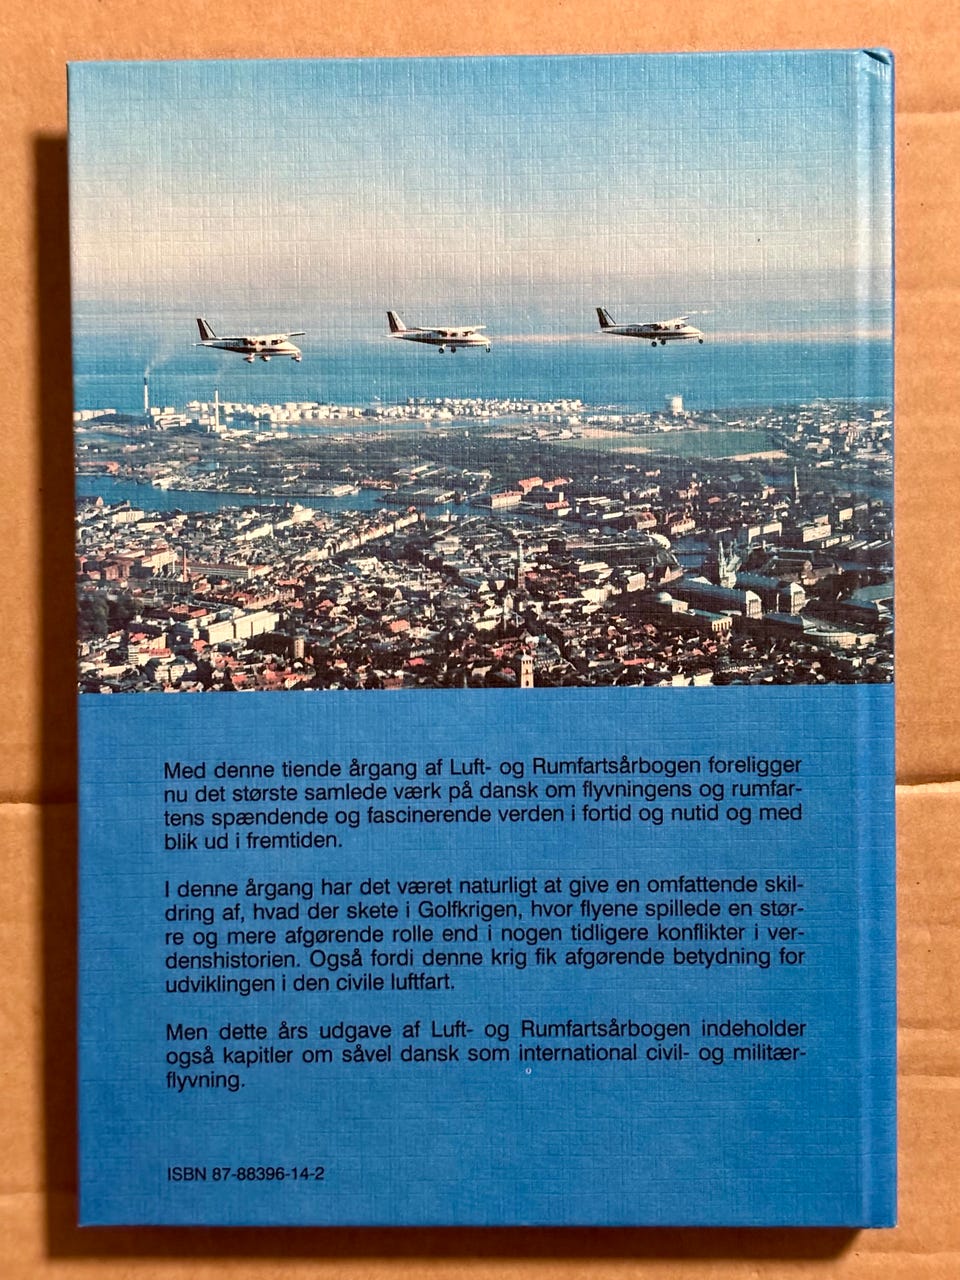 Med denne tiende årgang af Luft- og Rumfartsårbogen foreligger
nu det største samlede værk på dansk om flyvningens og rumfar-
tens spændende og fascinerende verden i fortid og nutid og med
blik ud i fremtiden.
I denne årgang har det været naturligt at give en omfattende skil-
dring af, hvad der skete i Golfkrigen, hvor flyene spillede en stør-
re og mere afgørende rolle end i nogen tidligere konflikter i ver-
denshistorien. Også fordi denne krig fik afgørende betydning for
udviklingen i den civile luftfart.
Men dette års udgave af Luft- og Rumfartsårbogen indeholder
også kapitler om såvel dansk som international civil- og militær-
flyvning.
ISBN 87-88396-14-2